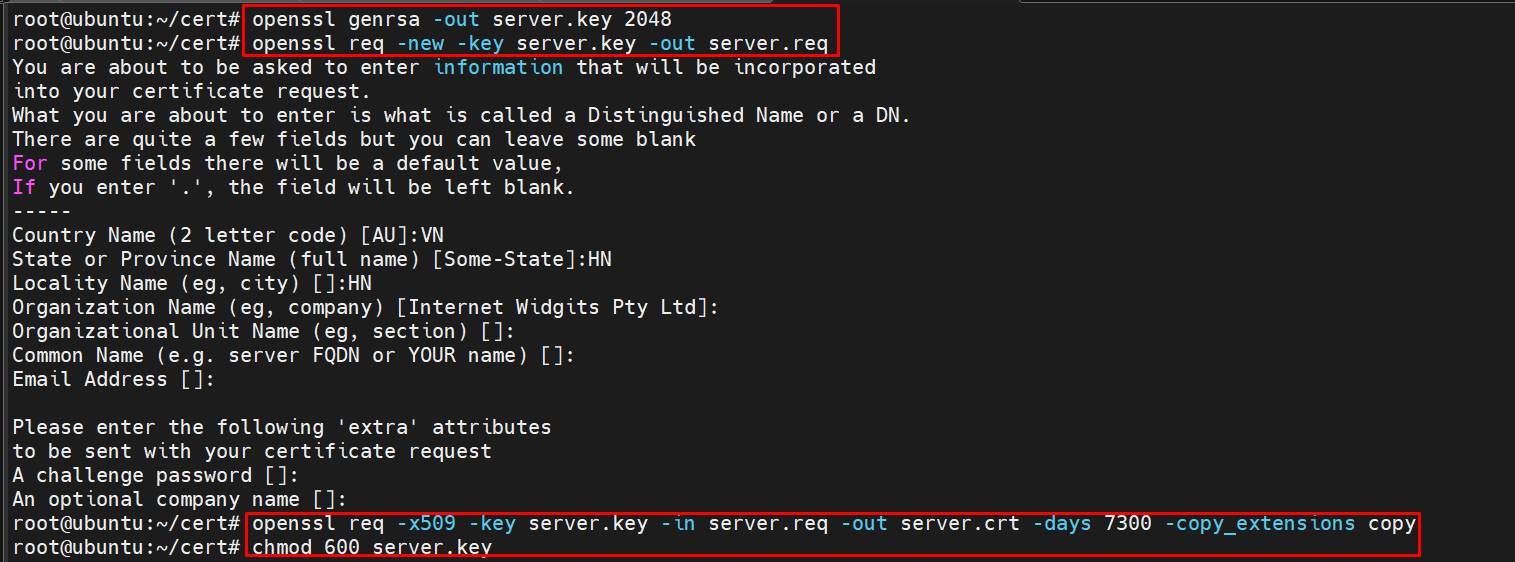 root@ubuntu:~/cert# openssl genrsa -out server.key 2048
root@ubuntu:~/cert# openssl req -new -key server.key -out server.req
You are about to be asked to enter information that will be incorporated
into your certificate request.
What you are about to enter is what is called a Distinguished Name or a DN.
There are quite a few fields but you can leave some blank
For some fields there will be a default value,
If you enter '.', the field will be left blank.
-----
Country Name (2 letter code) [AU]:VN
State or Province Name (full name) [Some-State]:HN
Locality Name (eg, city) []:HN
Organization Name (eg, company) [Internet Widgits Pty Ltd]:
Organizational Unit Name (eg, section) []:
Common Name (e.g. server FQDN or YOUR name) []:
Email Address []:
Please enter the following 'extra' attributes
to be sent with your certificate request
A challenge password []:
An optional company name []:
root@ubuntu:~/cert# openssl req -x509 -key server.key -in server.req -out server.crt -days 7300 -copy_extensions copy
root@ubuntu:~/cert# chmod 600 server.key